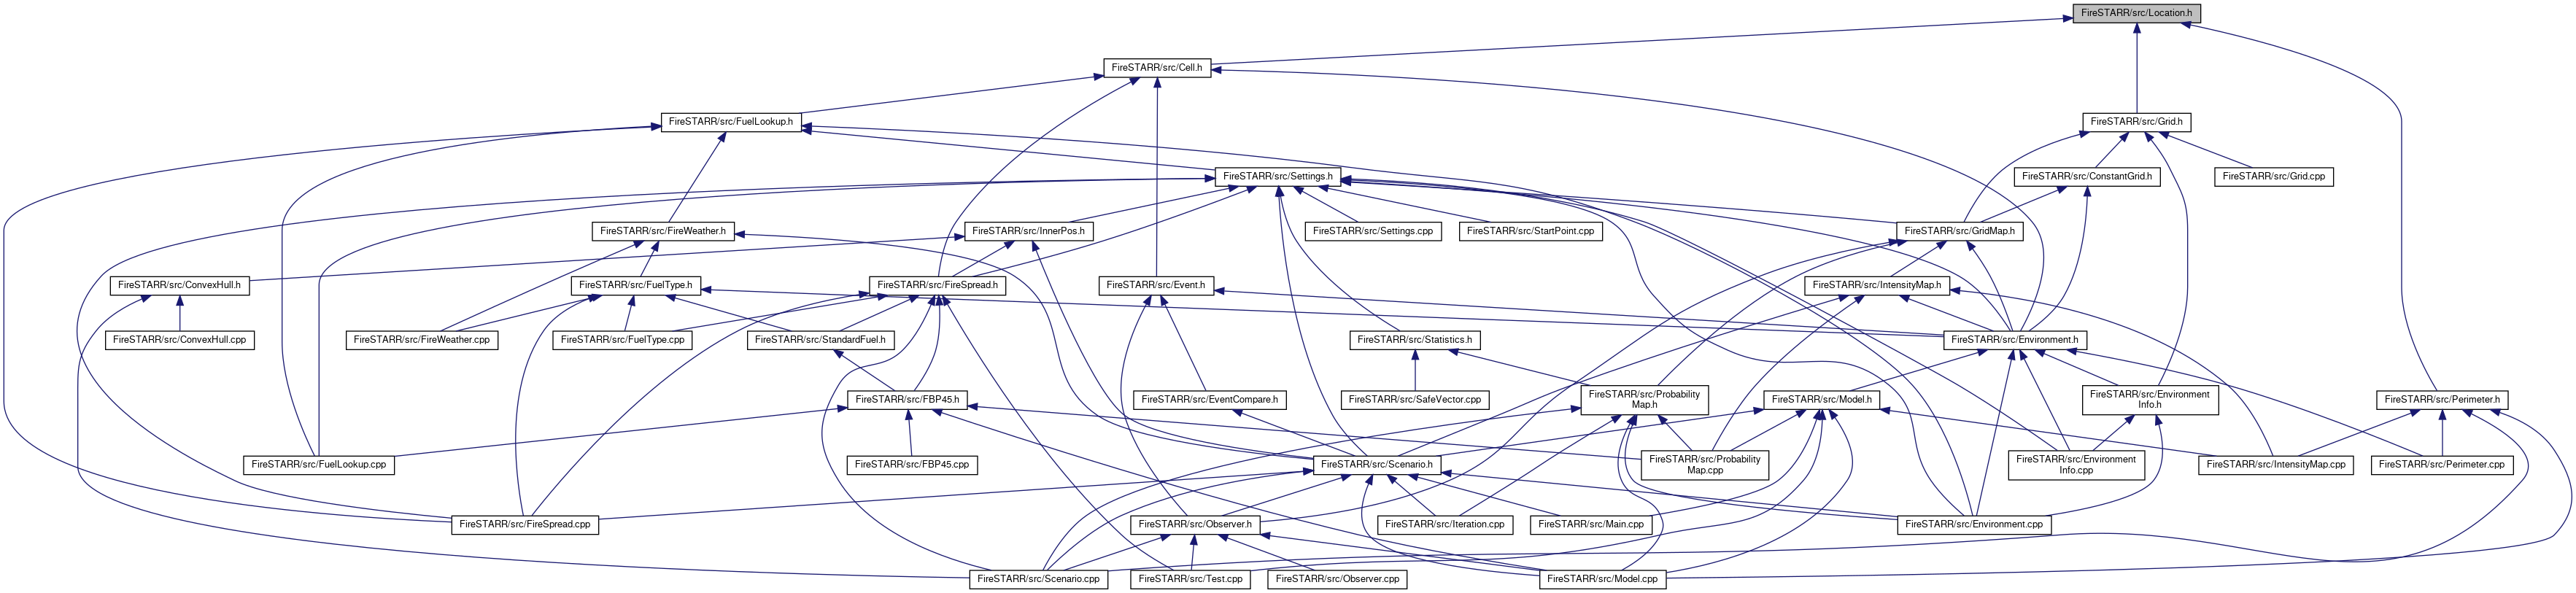 FireSTARR/src/Location.h
FireSTARR/src/Cell.h
FireSTARR/src/FuelLookup.h
FireSTARR/src/Grid.h
FireSTARR/src/Settings.h
FireSTARR/src/ConstantGrid.h
FireSTARR/src/Grid.cpp
FireSTARR/src/FireWeather.h
FireSTARR/src/InnerPos.h
FireSTARR/src/Settings.cpp
FireSTARR/src/StartPoint.cpp
FireSTARR/src/GridMap.h
FireSTARR/src/ConvexHull.h
FireSTARR/src/FuelType.h
FireSTARR/src/FireSpread.h
FireSTARR/src/Event.h
FireSTARR/src/IntensityMap.h
FireSTARR/src/ConvexHull.cpp
FireSTARR/src/FireWeather.cpp
FireSTARR/src/FuelType.cpp
FireSTARR/src/StandardFuel.h
FireSTARR/src/Statistics.h
FireSTARR/src/Environment.h
FireSTARR/src/FBP45.h
FireSTARR/src/EventCompare.h
FireSTARR/src/SafeVector.cpp
FireSTARR/src/Probability
Map.h
FireSTARR/src/Model.h
FireSTARR/src/Environment
Info.h
FireSTARR/src/Perimeter.h
FireSTARR/src/FuelLookup.cpp
FireSTARR/src/FBP45.cpp
FireSTARR/src/Scenario.h
FireSTARR/src/Probability
Map.cpp
FireSTARR/src/Environment
Info.cpp
FireSTARR/src/IntensityMap.cpp
FireSTARR/src/Perimeter.cpp
FireSTARR/src/FireSpread.cpp
FireSTARR/src/Observer.h
FireSTARR/src/Iteration.cpp
FireSTARR/src/Main.cpp
FireSTARR/src/Environment.cpp
FireSTARR/src/Scenario.cpp
FireSTARR/src/Test.cpp
FireSTARR/src/Observer.cpp
FireSTARR/src/Model.cpp